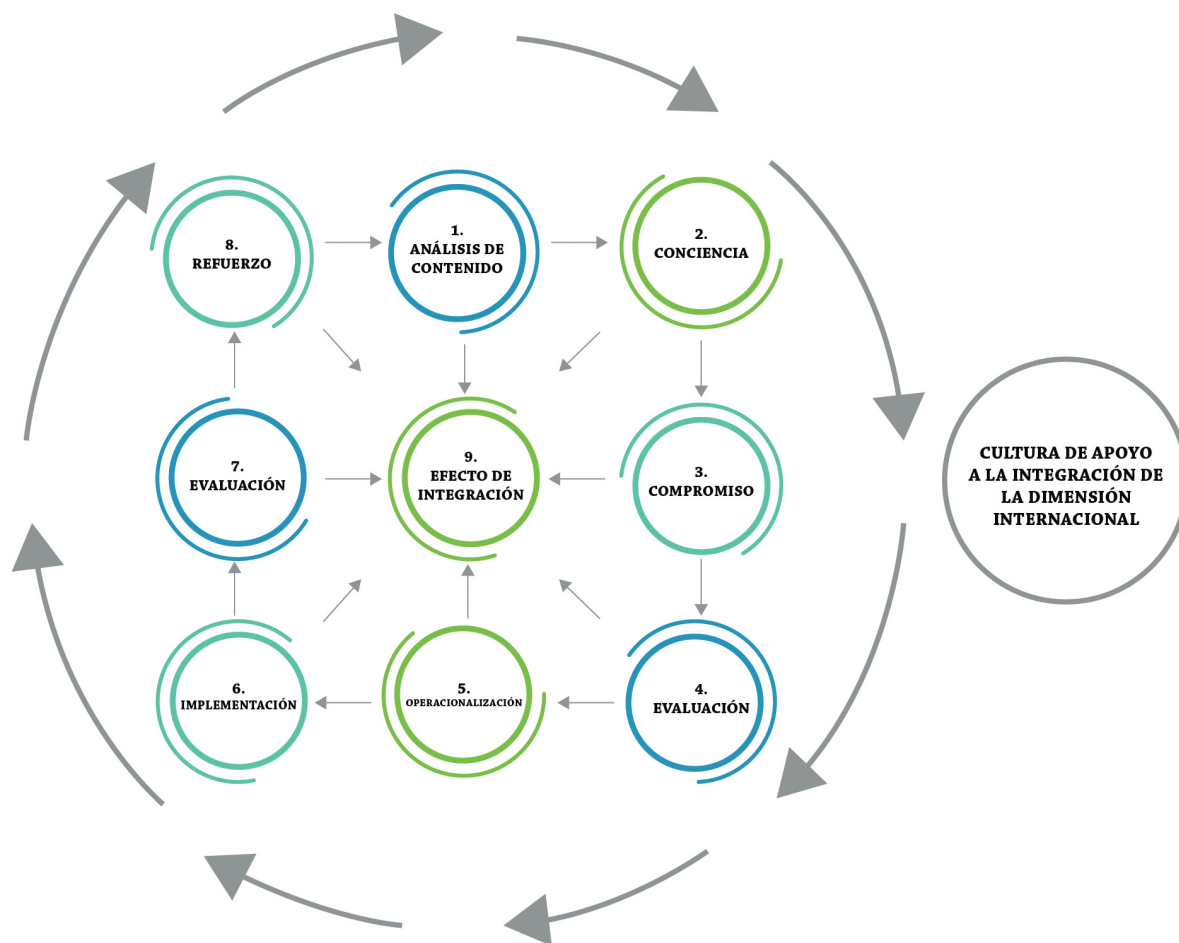 8.
REFUERZO
1.
ANÁLISIS DE
CONTENIDO
2.
CONCIENCIA
7.
EVALUACIÓN
9.
EFECTO DE
INTEGRACIÓN
3.
COMPROMISO
CULTURA DE APOYO
A LA INTEGRACIÓN DE
LA DIMENSIÓN
INTERNACIONAL
6.
IMPLEMENTACIÓN
5.
OPERACIONALIZACIÓN
4.
EVALUACIÓN